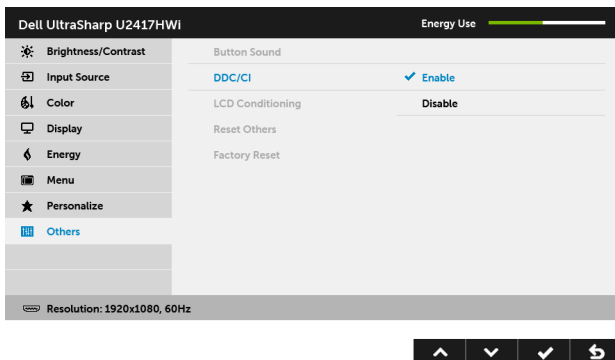 Dell UltraSharp U2417HWi Energy Use
Brightness/Contrast Button Sound
Input Source DDC/CI Enable
Color LCD Conditioning Disable
Display Reset Others
Energy Factory Reset
Menu
Personalize
Others
Resolution: 1920x1080, 60Hz